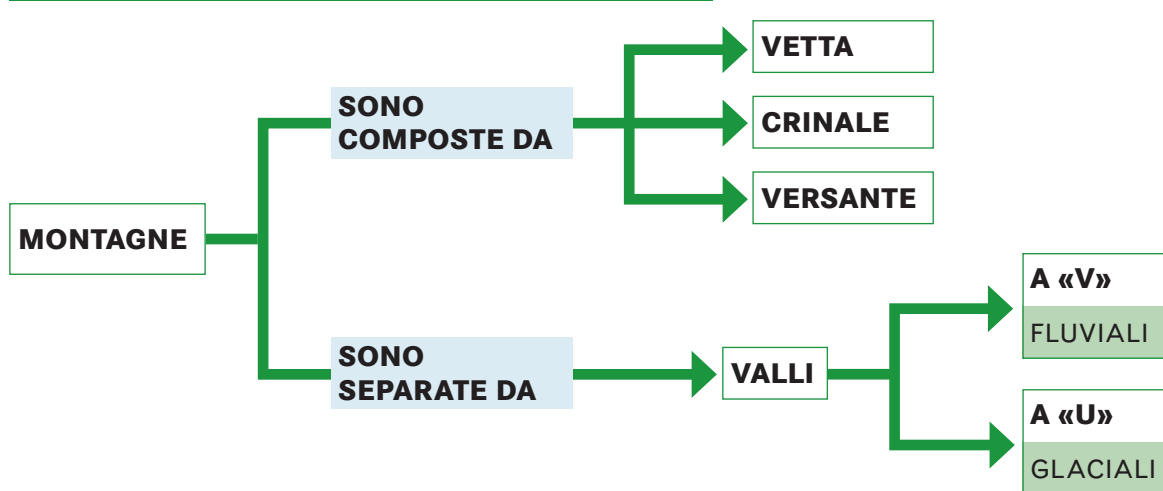 MONTAGNE
SONO
COMPOSTE DA
VETTA
CRINALE
VERSANTE
SONO
SEPARATE DA
VALLI
A «V»
FLUVIALI
A «U»
GLACIALI